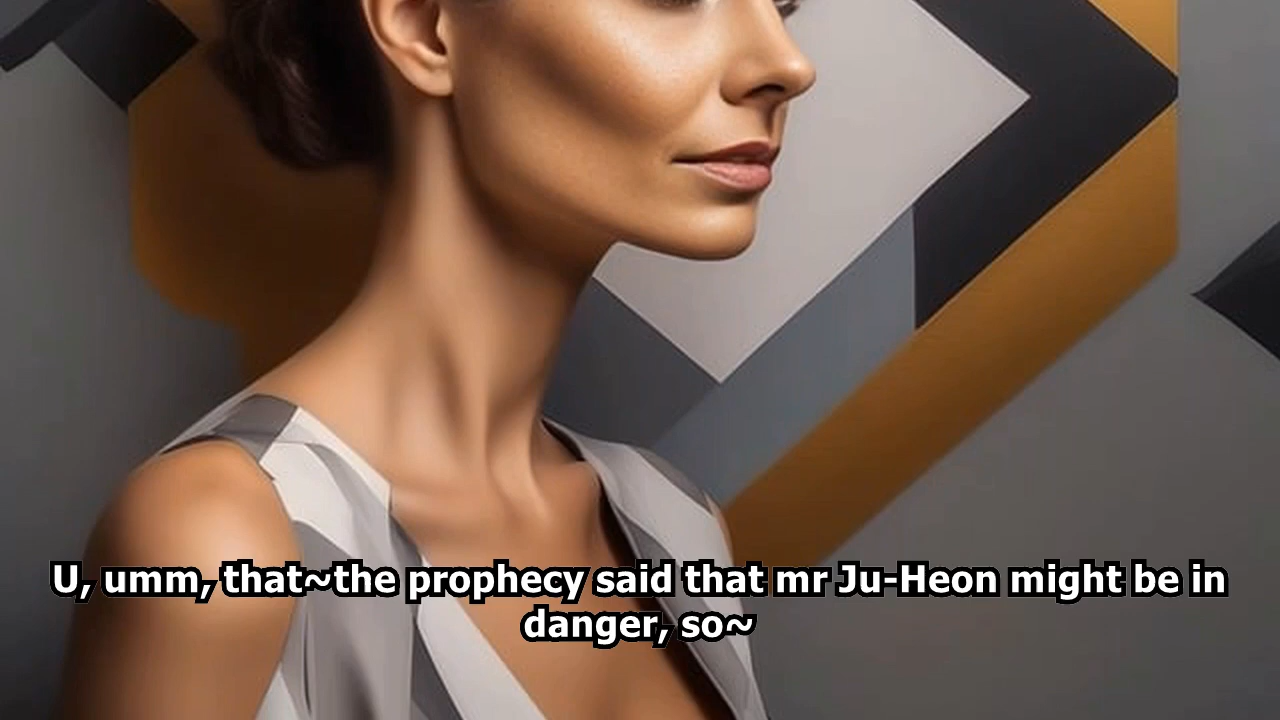 U, umm, that~the prophecy said that mr Ju-Heon might be in
danger, so~